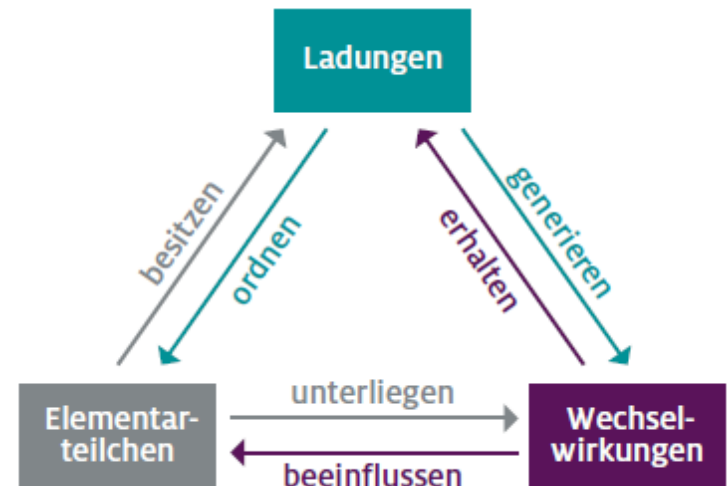 Ladungen
besitzen
ordnen
erhalten
generieren
unterliegen
Elementar-
teilchen
Wechsel-
wirkungen
beeinflussen